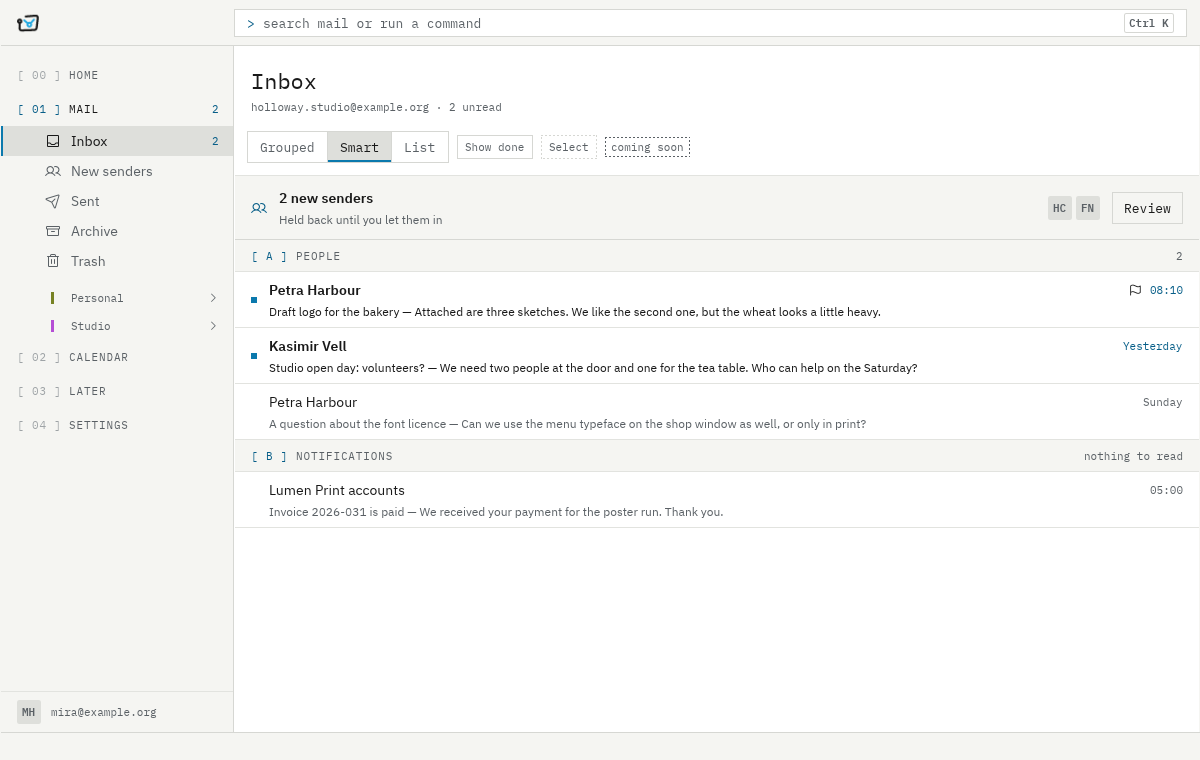 > search mail or run a command
Ctrl K
[ 00 ] HOME
[ 01 ] MAIL 2
Inbox 2
New senders
Sent
Archive
Trash
Personal
Studio
[ 02 ] CALENDAR
[ 03 ] LATER
[ 04 ] SETTINGS
MH mira@example.org
Inbox
holloway.studio@example.org · 2 unread
Grouped Smart List Show done Select coming soon
2 new senders
Held back until you let them in
HC FN Review
[ A ] PEOPLE 2
Petra Harbour 08:10
Draft logo for the bakery — Attached are three sketches. We like the second one, but the wheat looks a little heavy.
Kasimir Vell Yesterday
Studio open day: volunteers? — We need two people at the door and one for the tea table. Who can help on the Saturday?
Petra Harbour Sunday
A question about the font licence — Can we use the menu typeface on the shop window as well, or only in print?
[ B ] NOTIFICATIONS nothing to read
Lumen Print accounts 05:00
Invoice 2026-031 is paid — We received your payment for the poster run. Thank you.